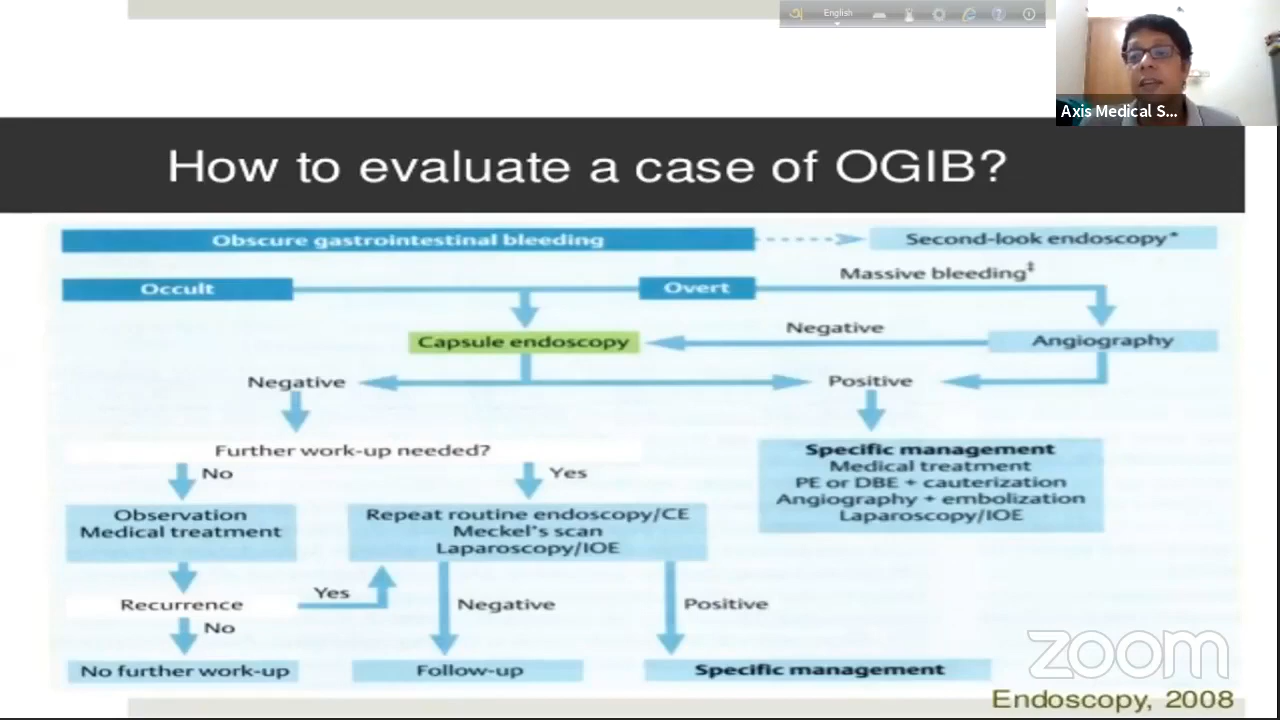 English
Axis Medical S...
How to evaluate a case of OGIB?
Obscure gastrointestinal bleeding
Second-look endoscopy*
Massive bleeding‡
Occult
Overt
Negative
Capsule endoscopy
Angiography
Negative
Positive
Further work-up needed?
No
Yes
Specific management
Medical treatment
PE or DBE + cauterization
Angiography + embolization
Laparoscopy/IOE
Observation
Medical treatment
Repeat routine endoscopy/CE
Meckel's scan
Laparoscopy/IOE
Recurrence
Yes
No
Negative
Positive
No further work-up
Follow-up
Specific management
zoom
Endoscopy, 2008